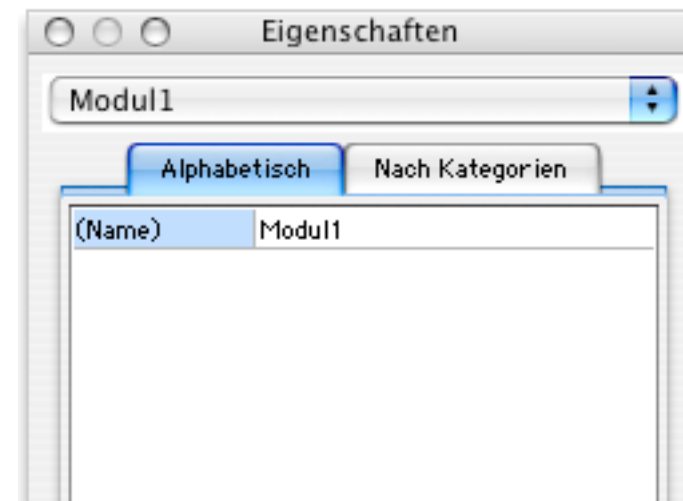 Eigenschaften
Modul1
Alphabetisch Nach Kategorien
(Name) Modul1